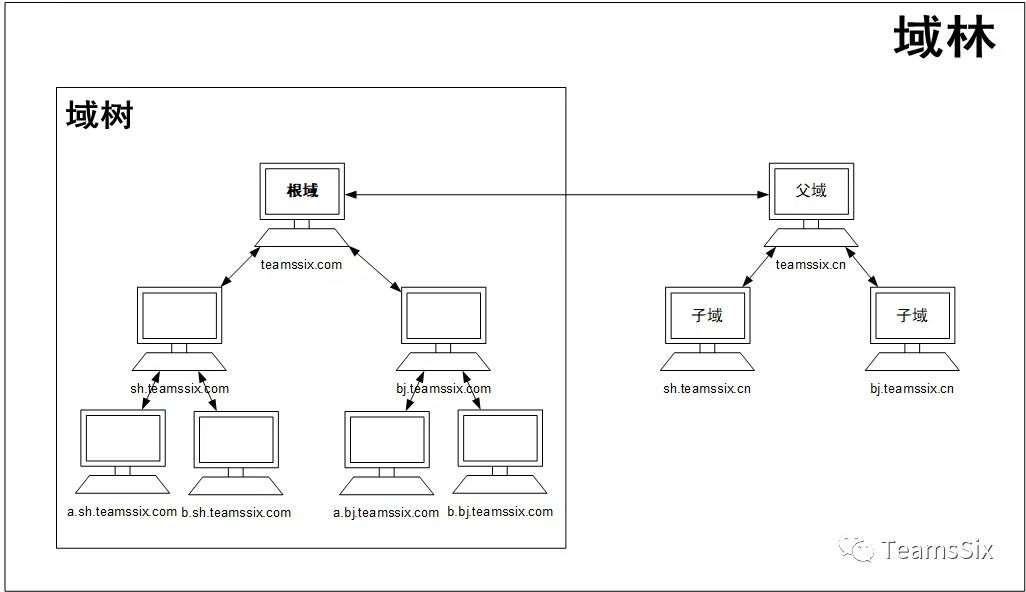 域林
域树
根域
父域
teamssix.com
teamssix.cn
子域
子域
sh.teamssix.com
bj.teamssix.com
sh.teamssix.cn
bj.teamssix.cn
a.sh.teamssix.com
b.sh.teamssix.com
a.bj.teamssix.com
b.bj.teamssix.com
TeamsSix